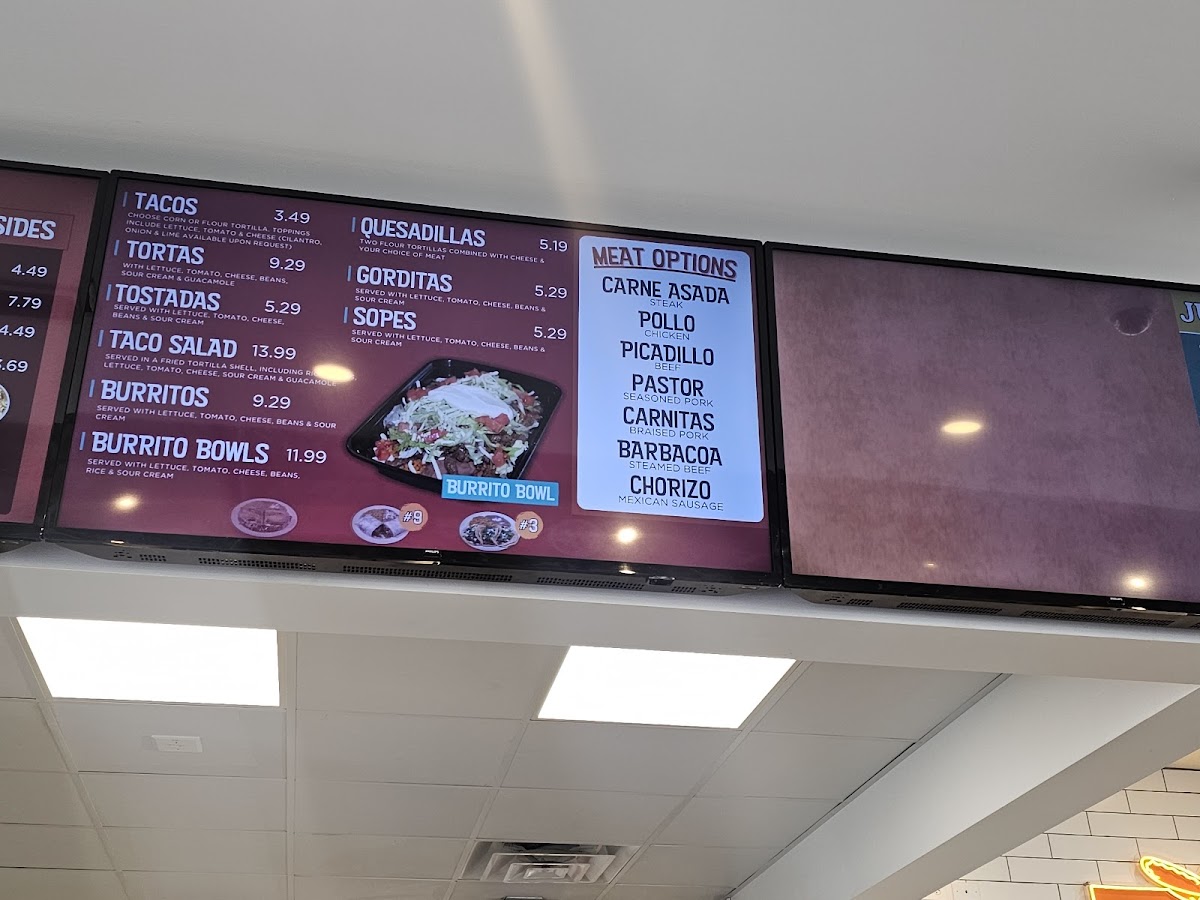 SIDES
4.49
7.79
4.49
3.69
TACOS 3.49
CHOOSE CORN OR FLOUR TORTILLA. TOPPINGS
INCLUDE LETTUCE, TOMATO & CHEESE (CILANTRO,
ONION & LIME AVAILABLE UPON REQUEST)
TORTAS 9.29
WITH LETTUCE, TOMATO, CHEESE, BEANS,
SOUR CREAM & GUACAMOLE
TOSTADAS 5.29
SERVED WITH LETTUCE, TOMATO, CHEESE,
BEANS & SOUR CREAM
TACO SALAD 13.99
SERVED IN A FRIED TORTILLA SHELL, INCLUDING
LETTUCE, TOMATO, CHEESE, SOUR CREAM & GUACAMOLE
BURRITOS 9.29
SERVED WITH LETTUCE, TOMATO, CHEESE, BEANS & SOUR
CREAM
BURRITO BOWLS 11.99
SERVED WITH LETTUCE, TOMATO, CHEESE, BEANS,
RICE & SOUR CREAM
QUESADILLAS 5.19
TWO FLOUR TORTILLAS COMBINED WITH CHEESE &
YOUR CHOICE OF MEAT
GORDITAS 5.29
SERVED WITH LETTUCE, TOMATO, CHEESE, BEANS &
SOUR CREAM
SOPES 5.29
SERVED WITH LETTUCE, TOMATO, CHEESE, BEANS &
SOUR CREAM
BURRITO BOWL
#9
#3
MEAT OPTIONS
CARNE ASADA
STEAK
POLLO
CHICKEN
PICADILLO
BEEF
PASTOR
SEASONED PORK
CARNITAS
BRAISED PORK
BARBACOA
STEAMED BEEF
CHORIZO
MEXICAN SAUSAGE
PHILIPS
PHILIPS